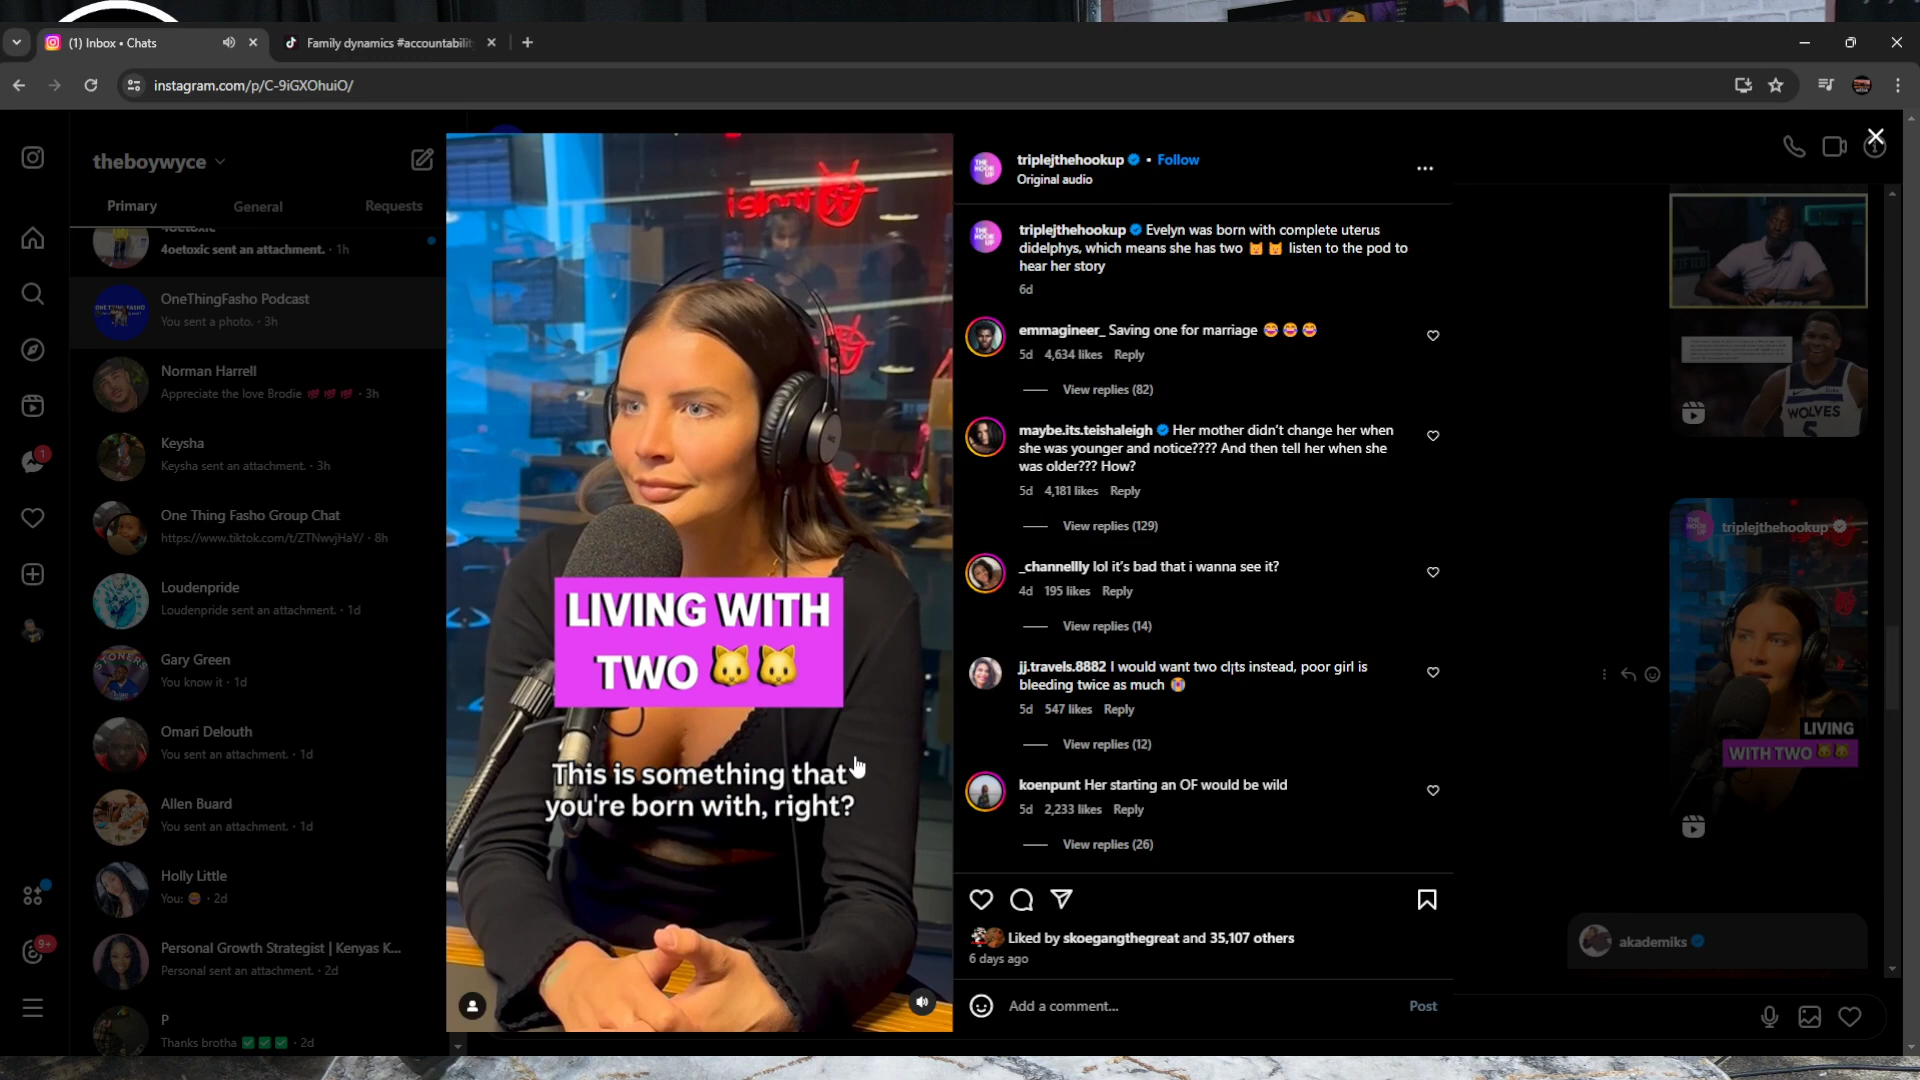 (1) Inbox • Chats
Family dynamics #accountabilit
instagram.com/p/C-9iGXOhuiO/
theboywyce
Primary
General
Requests
4oetoxic
4oetoxic sent an attachment. · 1h
OneThingFasho Podcast
You sent a photo. · 3h
Norman Harrell
Appreciate the love Brodie 💯 💯 💯 · 3h
Keysha
Keysha sent an attachment. · 3h
One Thing Fasho Group Chat
https://www.tiktok.com/t/ZTNwvjHaY/ · 8h
Loudenpride
Loudenpride sent an attachment. · 1d
Gary Green
You know it · 1d
Omari Delouth
You sent an attachment. · 1d
Allen Buard
You sent an attachment. · 1d
Holly Little
You: 😂 · 2d
Personal Growth Strategist | Kenyas K...
Personal sent an attachment. · 2d
P
Thanks brotha ✅ ✅ ✅ · 2d
1
9+
LIVING WITH
TWO 🐱🐱
This is something that
you're born with, right?
THE
HOOK
UP
triplejthehookup • Follow
Original audio
triplejthehookup Evelyn was born with complete uterus
didelphys, which means she has two 🐱 🐱 listen to the pod to
hear her story
6d
emmagineer_ Saving one for marriage 😂 😂 😂
5d 4,634 likes Reply
View replies (82)
maybe.its.teishaleigh Her mother didn't change her when
she was younger and notice???? And then tell her when she
was older??? How?
5d 4,181 likes Reply
View replies (129)
_channellly lol it's bad that i wanna see it?
4d 195 likes Reply
View replies (14)
jj.travels.8882 I would want two cl¡ts instead, poor girl is
bleeding twice as much 😭
5d 547 likes Reply
View replies (12)
koenpunt Her starting an OF would be wild
5d 2,233 likes Reply
View replies (26)
Liked by skoegangthegreat and 35,107 others
6 days ago
Add a comment...
Post
WOLVES
5
triplejthehookup
LIVING
WITH TWO 🐱🐱
akademiks